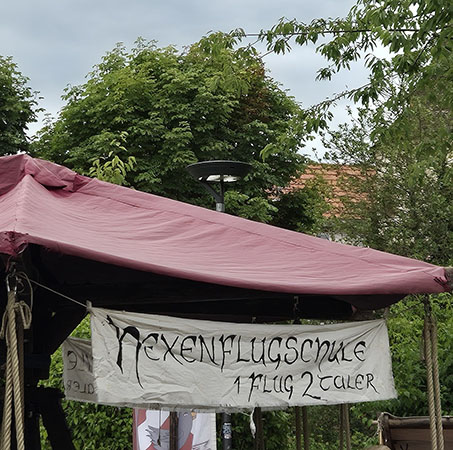 HEXENFLUGSCHULE
1 FLUG 2 TALER